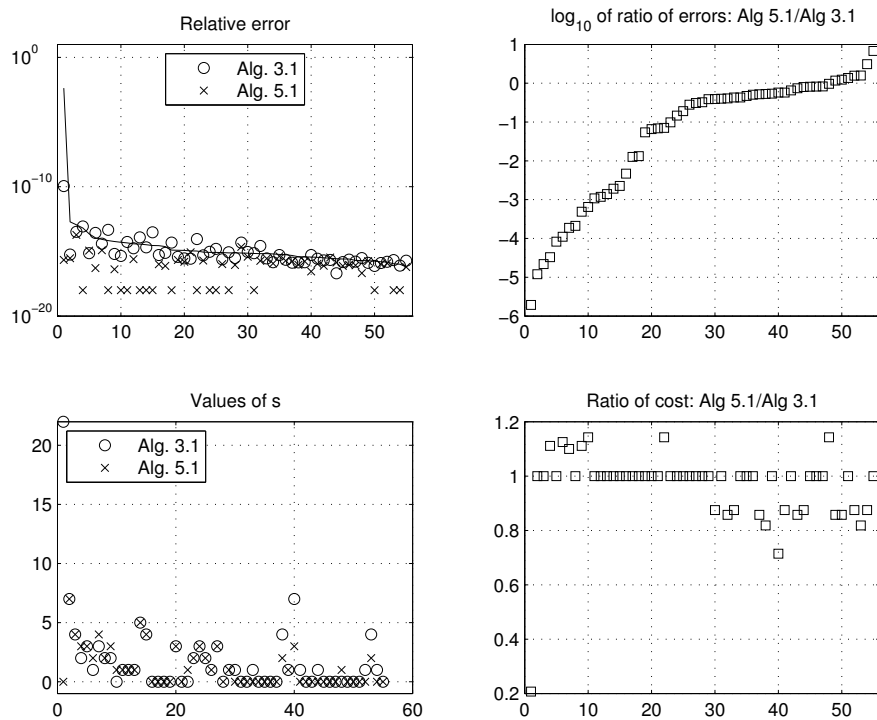 Relative error
10^0
10^-10
10^-20
0 10 20 30 40 50
Alg. 3.1
Alg. 5.1
log_10 of ratio of errors: Alg 5.1/Alg 3.1
1
0
-1
-2
-3
-4
-5
-6
0 10 20 30 40 50
Values of s
20
15
10
5
0
0 20 40 60
Alg. 3.1
Alg. 5.1
Ratio of cost: Alg 5.1/Alg 3.1
1.2
1
0.8
0.6
0.4
0.2
0 10 20 30 40 50